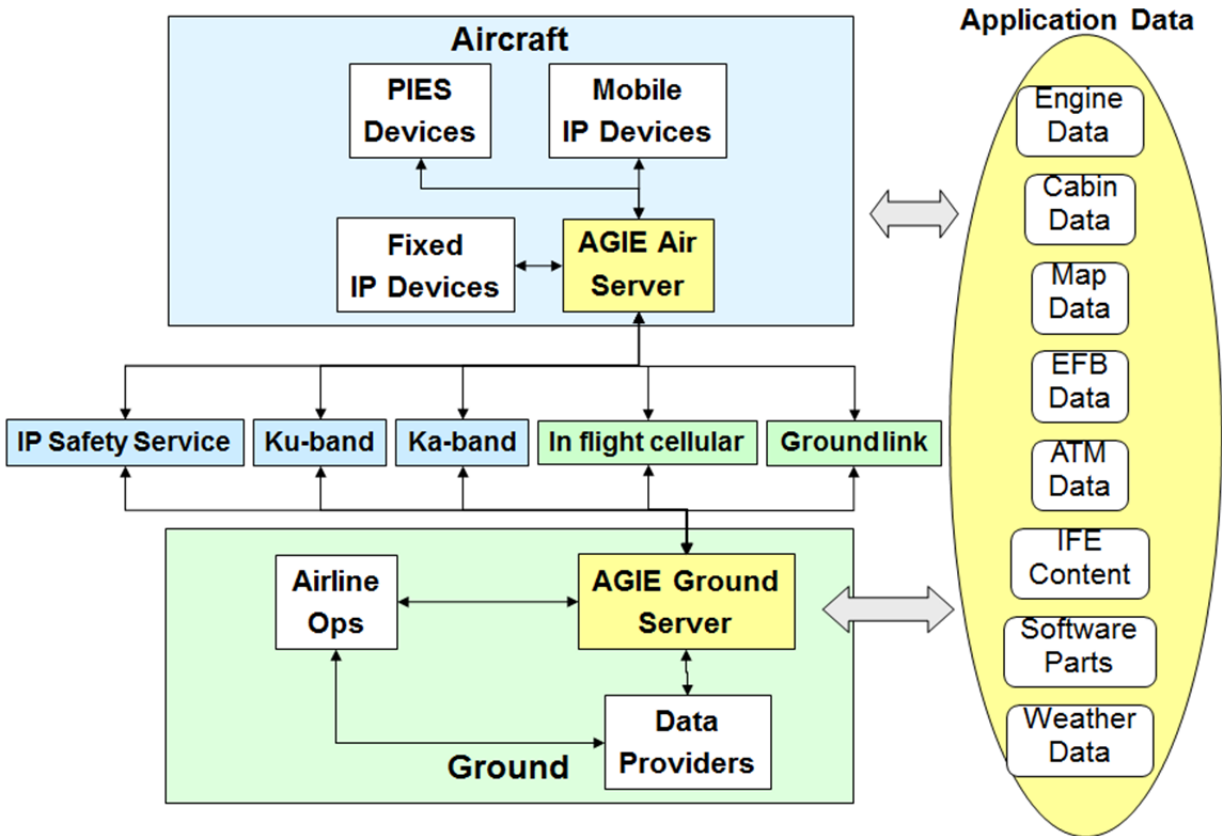 Application Data
Aircraft
PIES
Devices
Mobile
IP Devices
Fixed
IP Devices
AGIE Air
Server
IP Safety Service
Ku-band
Ka-band
In flight cellular
Ground link
Airline
Ops
AGIE Ground
Server
Data
Providers
Ground
Engine
Data
Cabin
Data
Map
Data
EFB
Data
ATM
Data
IFE
Content
Software
Parts
Weather
Data